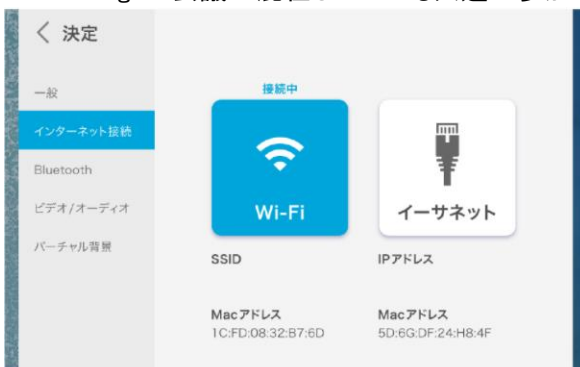 決定
一般
インターネット接続
Bluetooth
ビデオ/オーディオ
バーチャル背景
接続中
Wi-Fi
イーサネット
SSID
IPアドレス
Macアドレス
1C:FD:08:32:B7:6D
Macアドレス
5D:6G:DF:24:H8:4F